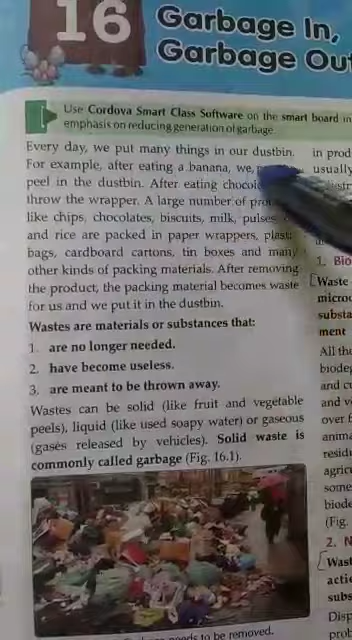 16
Garbage In,
Garbage Out
Use Cordova Smart Class Software on the smart board in
emphasis on reducing generation of garbage.
Every day, we put many things in our dustbin.
For example, after eating a banana, we
peel in the dustbin. After eating
throw the wrapper. A large number of
like chips, chocolates, biscuits, milk, pulses
and rice are packed in paper wrappers,
bags, cardboard cartons, tin boxes and many
other kinds of packing materials. After removing
the product, the packing material becomes waste
for us and we put it in the dustbin.
Wastes are materials or substances that:
1. are no longer needed.
2. have become useless.
3. are meant to be thrown away.
Wastes can be solid (like fruit and vegetable
peels), liquid (like used soapy water) or gaseous
(gases released by vehicles). Solid waste is
commonly called garbage (Fig. 16.1).
needs to be removed.
in prod
usually
1. Bio
Waste
micro
substa
ment
All the
biode
and c
and v
over
anima
resid
agric
some
biode
(Fig.
2. N
Wast
acti
subs
Disp